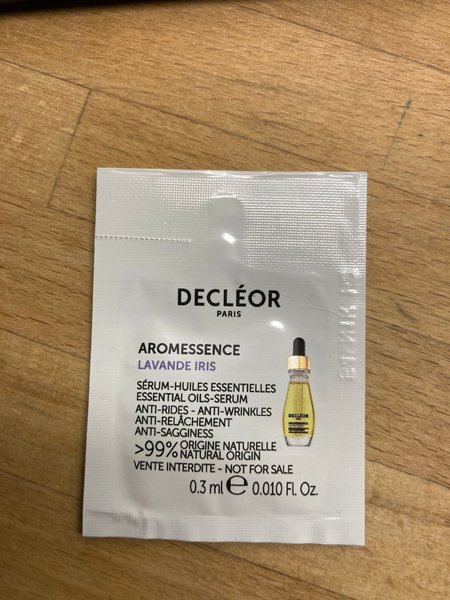 DECLÉOR
PARIS
AROMESSENCE
LAVANDE IRIS
SÉRUM-HUILES ESSENTIELLES
ESSENTIAL OILS-SERUM
ANTI-RIDES - ANTI-WRINKLES
ANTI-RELÂCHEMENT
ANTI-SAGGINESS
>99% ORIGINE NATURELLE
NATURAL ORIGIN
VENTE INTERDITE - NOT FOR SALE
0.3 ml ℮ 0.010 Fl. Oz.
DECLÉOR